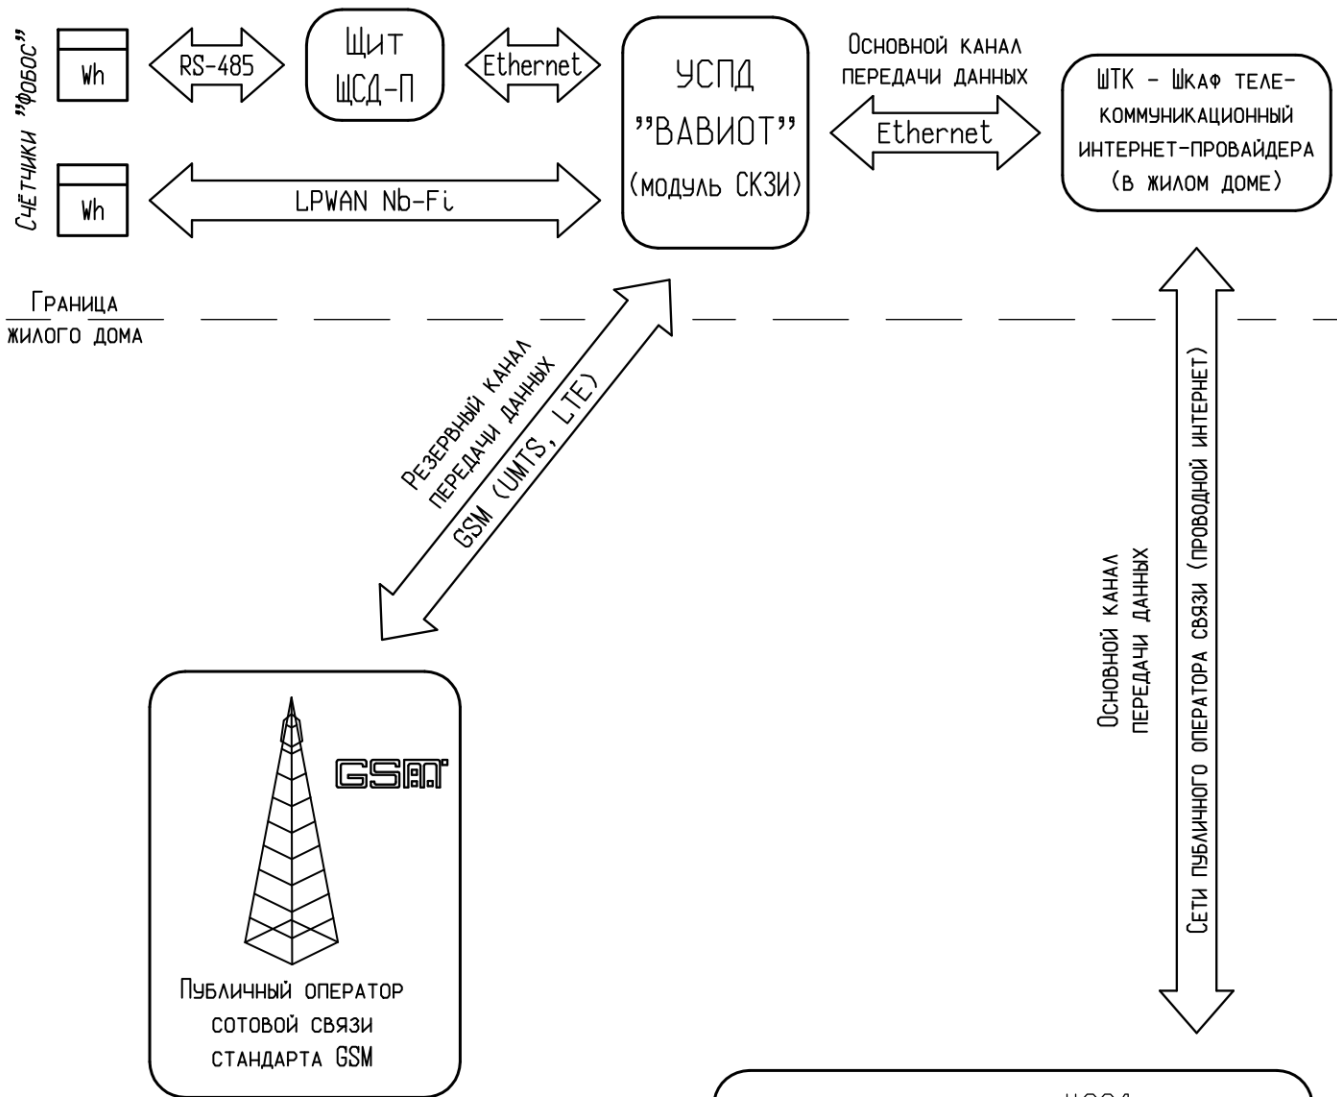 Счётчики "ФОБОС"
Wh
RS-485
Щит
ЩСД-П
Ethernet
УСПД
"ВАВИОТ"
(модуль СКЗИ)
Основной канал
передачи данных
Ethernet
ШТК - Шкаф теле-
коммуникационный
интернет-провайдера
(в жилом доме)
Wh
LPWAN Nb-Fi
Граница
жилого дома
Резервный канал
передачи данных
GSM (UMTS, LTE)
Основной канал
передачи данных
Сети публичного оператора связи (проводной интернет)
GSM
Публичный оператор
сотовой связи
стандарта GSM